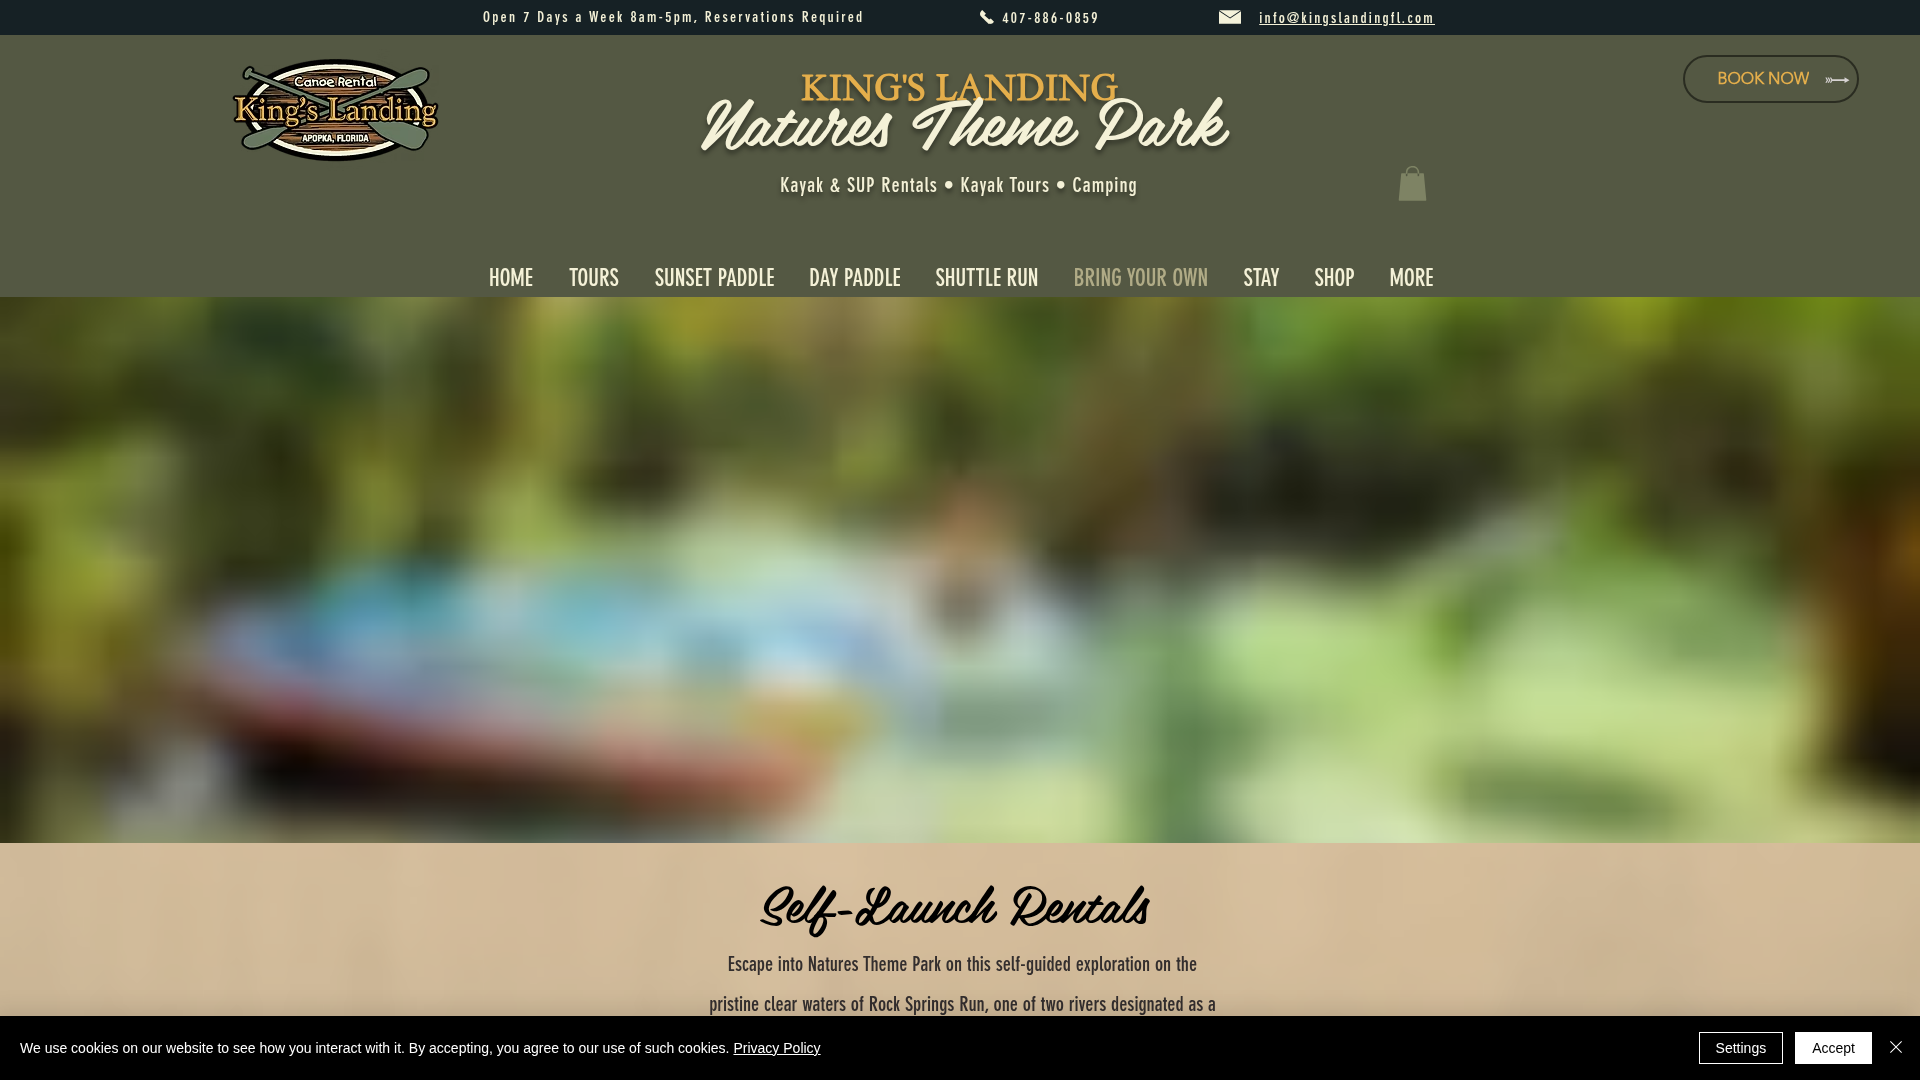 Open 7 Days a Week 8am-5pm, Reservations Required
407-886-0859
info@kingslandingfl.com
Canoe Rental
King's Landing
APOPKA, FLORIDA
KING'S LANDING
Natures Theme Park
Kayak & SUP Rentals • Kayak Tours • Camping
BOOK NOW
HOME TOURS SUNSET PADDLE DAY PADDLE SHUTTLE RUN BRING YOUR OWN STAY SHOP MORE
Self-Launch Rentals
Escape into Natures Theme Park on this self-guided exploration on the
pristine clear waters of Rock Springs Run, one of two rivers designated as a
We use cookies on our website to see how you interact with it. By accepting, you agree to our use of such cookies. Privacy Policy
Settings
Accept